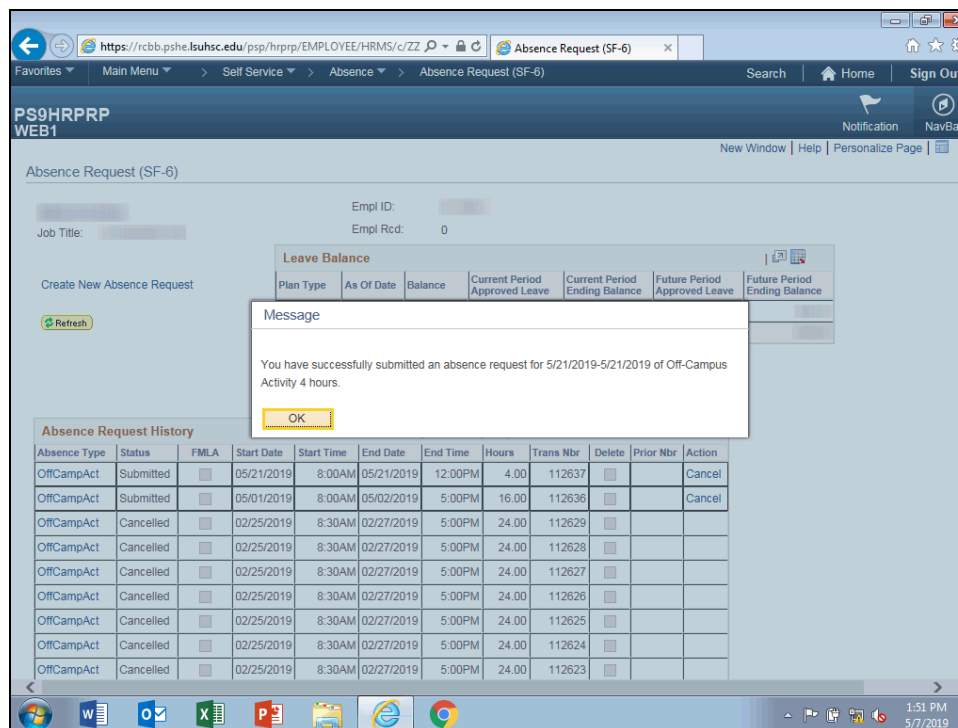 https://rcbb.pshe.lsuhsc.edu/psp/hrprp/EMPLOYEE/HRMS/c/ZZ
Absence Request (SF-6)
Favorites Main Menu > Self Service > Absence > Absence Request (SF-6) Search Home Sign Ou
PS9HRPRP
WEB1
Notification NavBa
New Window | Help | Personalize Page |
Absence Request (SF-6)
Empl ID:
Job Title: Empl Rcd: 0
Leave Balance
Create New Absence Request
Plan Type As Of Date Balance Current Period Approved Leave Current Period Ending Balance Future Period Approved Leave Future Period Ending Balance
Refresh
Message
You have successfully submitted an absence request for 5/21/2019-5/21/2019 of Off-Campus
Activity 4 hours.
OK
Absence Request History
Absence Type Status FMLA Start Date Start Time End Date End Time Hours Trans Nbr Delete Prior Nbr Action
OffCampAct Submitted 05/21/2019 8:00AM 05/21/2019 12:00PM 4.00 112637 Cancel
OffCampAct Submitted 05/01/2019 8:00AM 05/02/2019 5:00PM 16.00 112636 Cancel
OffCampAct Cancelled 02/25/2019 8:30AM 02/27/2019 5:00PM 24.00 112629
OffCampAct Cancelled 02/25/2019 8:30AM 02/27/2019 5:00PM 24.00 112628
OffCampAct Cancelled 02/25/2019 8:30AM 02/27/2019 5:00PM 24.00 112627
OffCampAct Cancelled 02/25/2019 8:30AM 02/27/2019 5:00PM 24.00 112626
OffCampAct Cancelled 02/25/2019 8:30AM 02/27/2019 5:00PM 24.00 112625
OffCampAct Cancelled 02/25/2019 8:30AM 02/27/2019 5:00PM 24.00 112624
OffCampAct Cancelled 02/25/2019 8:30AM 02/27/2019 5:00PM 24.00 112623
1:51 PM
5/7/2019